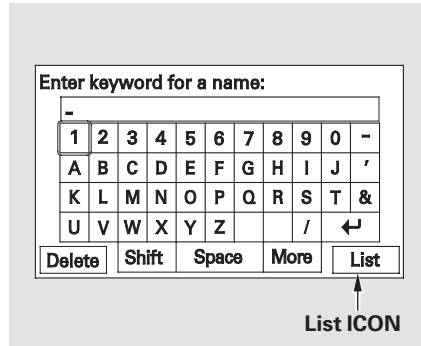 Enter keyword for a name:
-
1 2 3 4 5 6 7 8 9 0 -
A B C D E F G H I J '
K L M N O P Q R S T &
U V W X Y Z / ↵
Delete Shift Space More List
List ICON